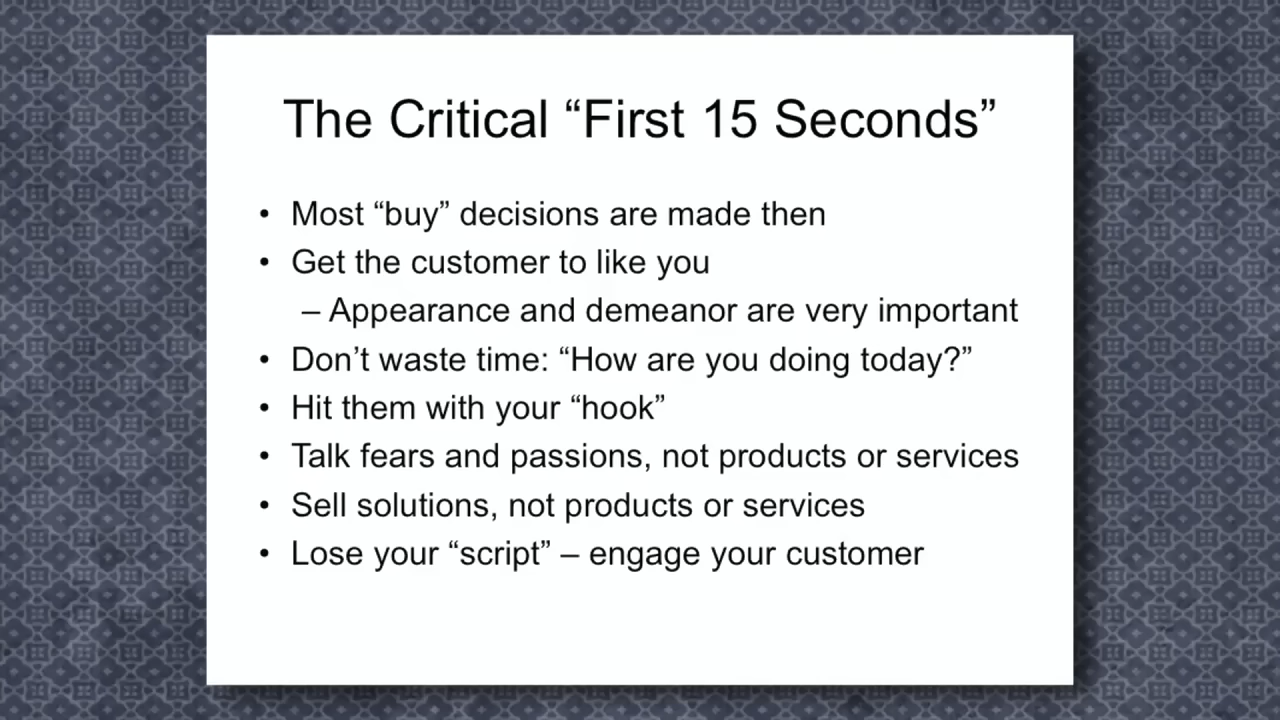 The Critical “First 15 Seconds”
• Most “buy” decisions are made then
• Get the customer to like you
– Appearance and demeanor are very important
• Don’t waste time: “How are you doing today?”
• Hit them with your “hook”
• Talk fears and passions, not products or services
• Sell solutions, not products or services
• Lose your “script” – engage your customer